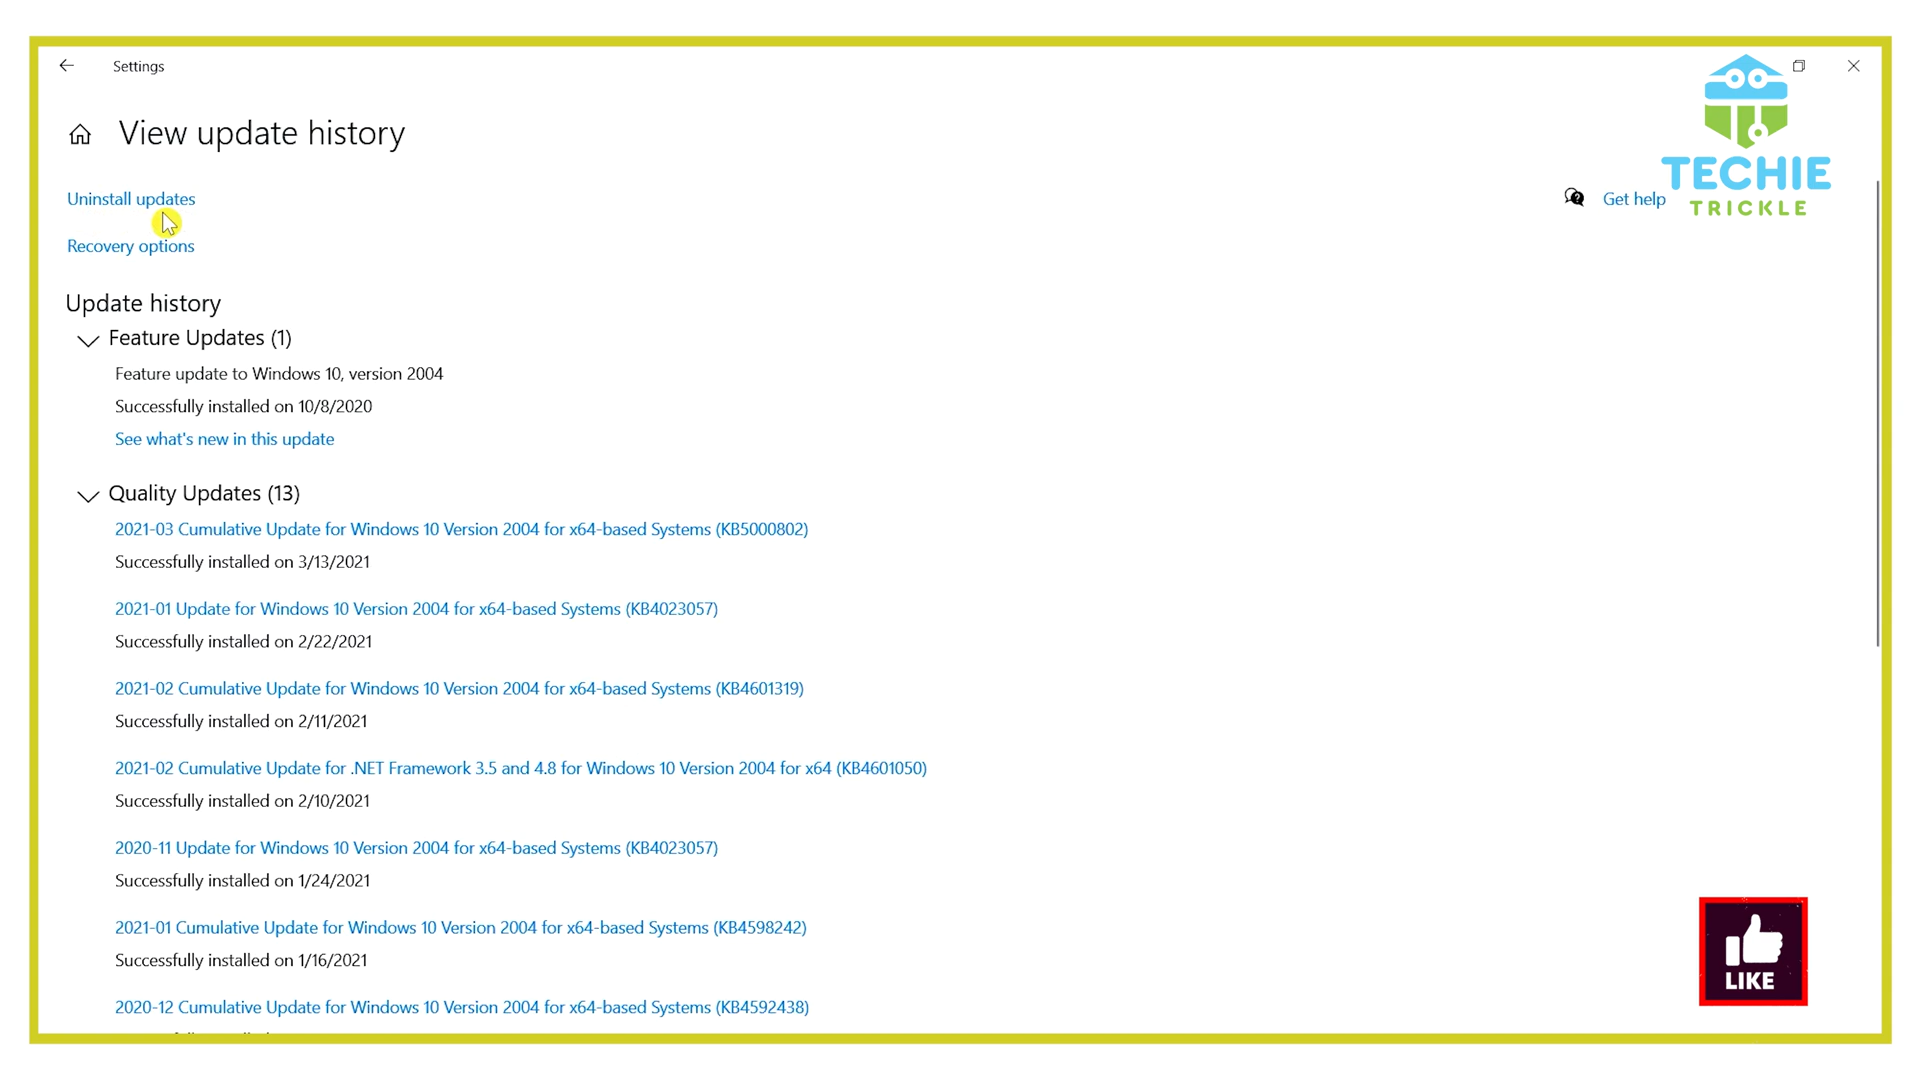 Settings
View update history
TECHIE
TRICKLE
Uninstall updates
Get help
Recovery options
Update history
Feature Updates (1)
Feature update to Windows 10, version 2004
Successfully installed on 10/8/2020
See what's new in this update
Quality Updates (13)
2021-03 Cumulative Update for Windows 10 Version 2004 for x64-based Systems (KB5000802)
Successfully installed on 3/13/2021
2021-01 Update for Windows 10 Version 2004 for x64-based Systems (KB4023057)
Successfully installed on 2/22/2021
2021-02 Cumulative Update for Windows 10 Version 2004 for x64-based Systems (KB4601319)
Successfully installed on 2/11/2021
2021-02 Cumulative Update for .NET Framework 3.5 and 4.8 for Windows 10 Version 2004 for x64 (KB4601050)
Successfully installed on 2/10/2021
2020-11 Update for Windows 10 Version 2004 for x64-based Systems (KB4023057)
Successfully installed on 1/24/2021
2021-01 Cumulative Update for Windows 10 Version 2004 for x64-based Systems (KB4598242)
Successfully installed on 1/16/2021
LIKE
2020-12 Cumulative Update for Windows 10 Version 2004 for x64-based Systems (KB4592438)